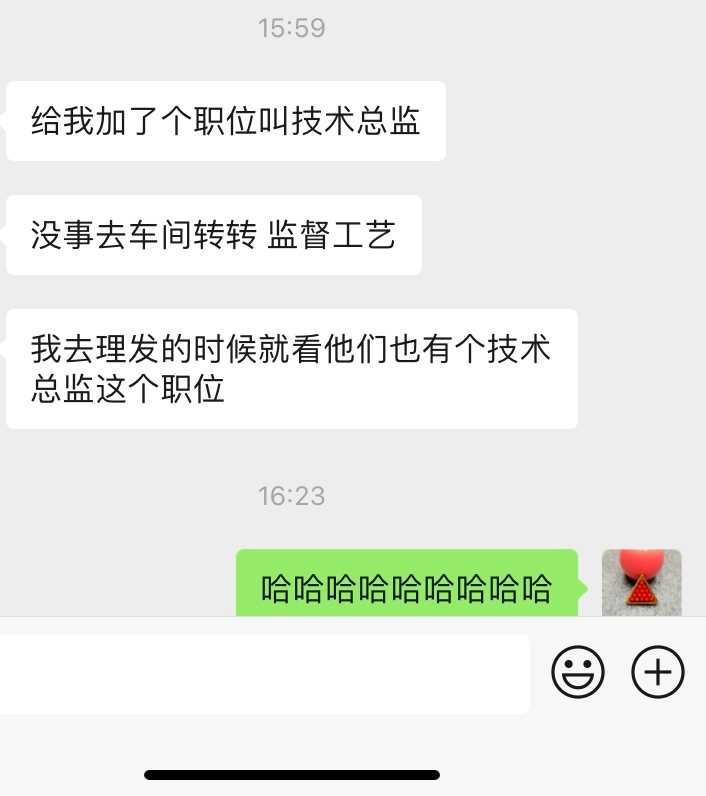 15:59
给我加了个职位叫技术总监
没事去车间转转 监督工艺
我去理发的时候就看他们也有个技术
总监这个职位
16:23
哈哈哈哈哈哈哈哈哈